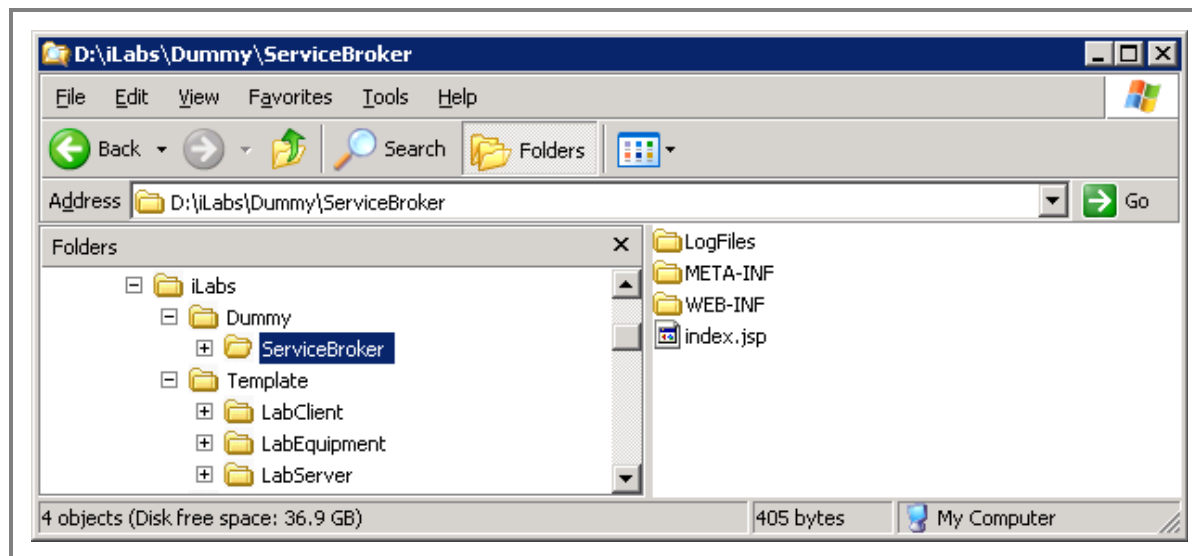 D:\iLabs\Dummy\ServiceBroker
File Edit View Favorites Tools Help
Back Search Folders
Address D:\iLabs\Dummy\ServiceBroker Go
Folders
iLabs
Dummy
ServiceBroker
Template
LabClient
LabEquipment
LabServer
LogFiles
META-INF
WEB-INF
index.jsp
4 objects (Disk free space: 36.9 GB) 405 bytes My Computer